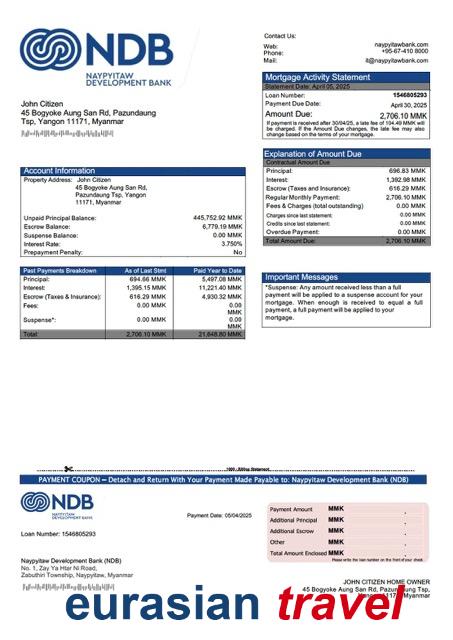 NDB
NAYPYITAW
DEVELOPMENT BANK
Contact Us:
Web: naypyitawbank.com
Phone: +95-67-410 8000
Mail: it@naypyitawbank.com
Mortgage Activity Statement
Statement Date: April 05, 2025
Loan Number: 1546805293
Payment Due Date: April 30, 2025
Amount Due: 2,706.10 MMK
If payment is received after 30/04/25, a late fee of 104.49 MMK will
be charged. If the Amount Due changes, the late fee may also
change based on the terms of your mortgage.
John Citizen
45 Bogyoke Aung San Rd, Pazundaung
Tsp, Yangon 11171, Myanmar
Explanation of Amount Due
Contractual Amount Due
Principal: 696.83 MMK
Interest: 1,392.98 MMK
Escrow (Taxes and Insurance): 616.29 MMK
Regular Monthly Payment: 2,706.10 MMK
Fees & Charges (total outstanding) 0.00 MMK
Charges since last statement: 0.00 MMK
Credits since last statement: 0.00 MMK
Overdue Payment: 0.00 MMK
Total Amount Due: 2,706.10 MMK
Account Information
Property Address: John Citizen
45 Bogyoke Aung San Rd,
Pazundaung Tsp, Yangon
11171, Myanmar
Unpaid Principal Balance: 445,752.92 MMK
Escrow Balance: 6,779.19 MMK
Suspense Balance: 0.00 MMK
Interest Rate: 3.750%
Prepayment Penalty: No
Past Payments Breakdown As of Last Stmt Paid Year to Date
Principal: 694.66 MMK 5,497.08 MMK
Interest: 1,395.15 MMK 11,221.40 MMK
Escrow (Taxes & Insurance): 616.29 MMK 4,930.32 MMK
Fees: 0.00 MMK 0.00
MMK
Suspense*: 0.00 MMK 0.00
MMK
Total: 2,706.10 MMK 21,648.80 MMK
Important Messages
*Suspense: Any amount received less than a full
payment will be applied to a suspense account for your
mortgage. When enough is received to equal a full
payment, a full payment will be applied to your
mortgage.
PAYMENT COUPON – Detach and Return With Your Payment Made Payable to: Naypyitaw Development Bank (NDB)
NDB
NAYPYITAW
DEVELOPMENT BANK
Payment Date: 05/04/2025
Loan Number: 1546805293
Payment Amount MMK .
Additional Principal MMK .
Additional Escrow MMK .
Other MMK .
Total Amount Enclosed MMK .
Please write the loan number on the front of your check
Naypyitaw Development Bank (NDB)
No. 1, Zay Ya Htar Ni Road,
Zabuthiri Township, Naypyitaw, Myanmar
JOHN CITIZEN HOME OWNER
45 Bogyoke Aung San Rd, Pazundaung Tsp,
eurasian travel